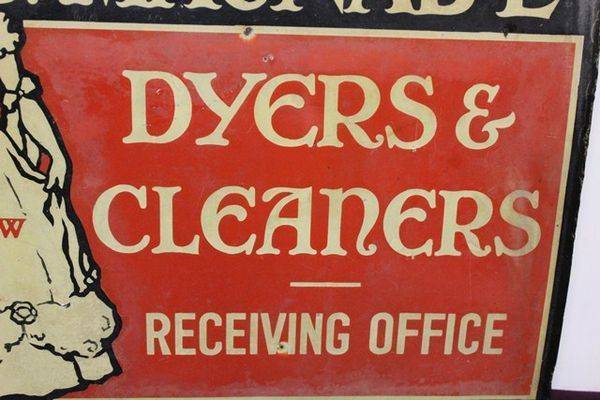 DYERS &
CLEANERS
RECEIVING OFFICE
W